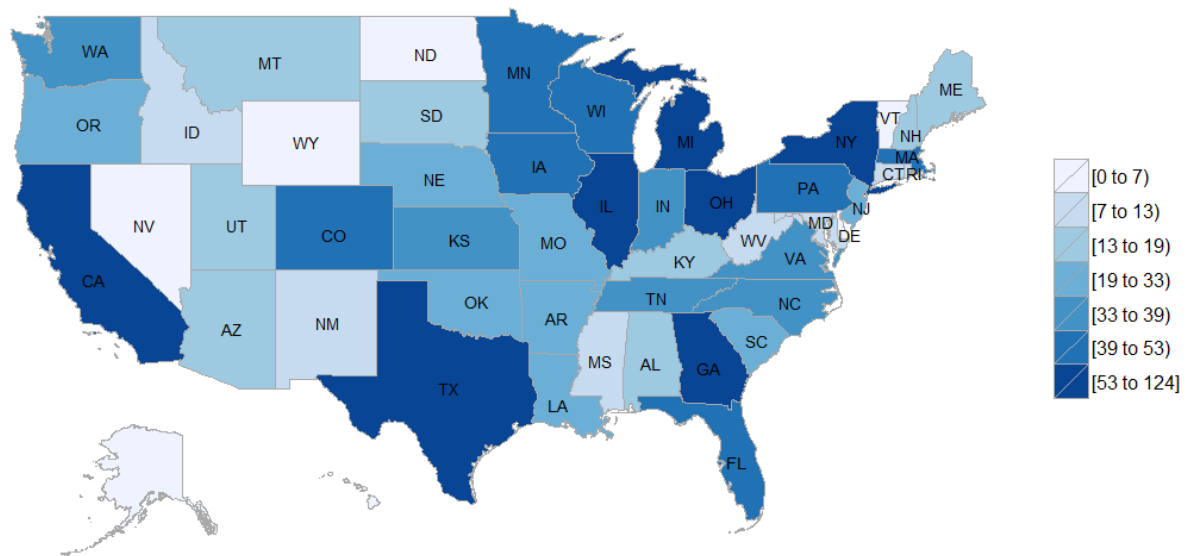 WA
MT
ND
MN
ME
OR
ID
SD
WI
VT
NH
WY
MI
NY
MA
CT RI
NE
IA
PA
NV
UT
CO
IL
IN
OH
NJ
MD
DE
CA
KS
MO
WV
KY
VA
AZ
NM
OK
AR
TN
NC
SC
MS
AL
GA
TX
LA
FL
[0 to 7)
[7 to 13)
[13 to 19)
[19 to 33)
[33 to 39)
[39 to 53)
[53 to 124]